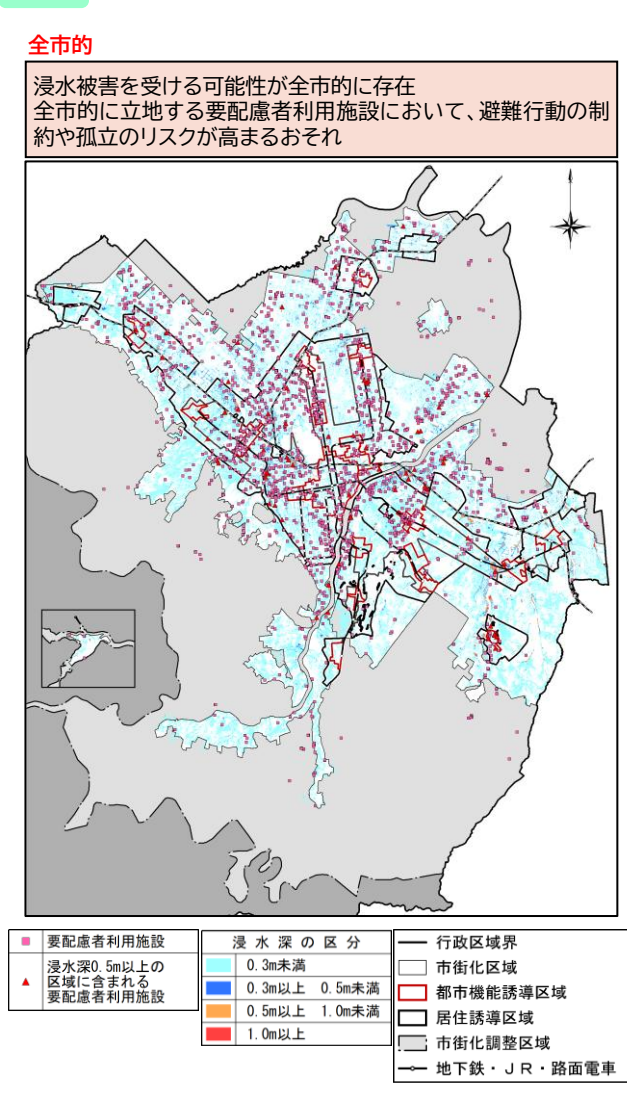 全市的
浸水被害を受ける可能性が全市的に存在
全市的に立地する要配慮者利用施設において、避難行動の制
約や孤立のリスクが高まるおそれ
要配慮者利用施設
浸水深0.5m以上の
区域に含まれる
要配慮者利用施設
浸水深の区分
0.3m未満
0.3m以上 0.5m未満
0.5m以上 1.0m未満
1.0m以上
行政区域界
市街化区域
都市機能誘導区域
居住誘導区域
市街化調整区域
地下鉄・JR・路面電車